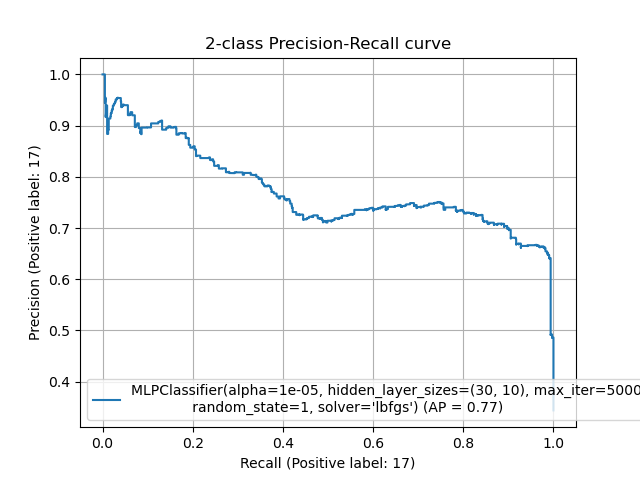 2-class Precision-Recall curve
1.0
0.9
0.8
0.7
0.6
0.5
0.4
Precision (Positive label: 17)
MLPClassifier(alpha=1e-05, hidden_layer_sizes=(30, 10), max_iter=5000
random_state=1, solver='lbfgs') (AP = 0.77)
0.0 0.2 0.4 0.6 0.8 1.0
Recall (Positive label: 17)